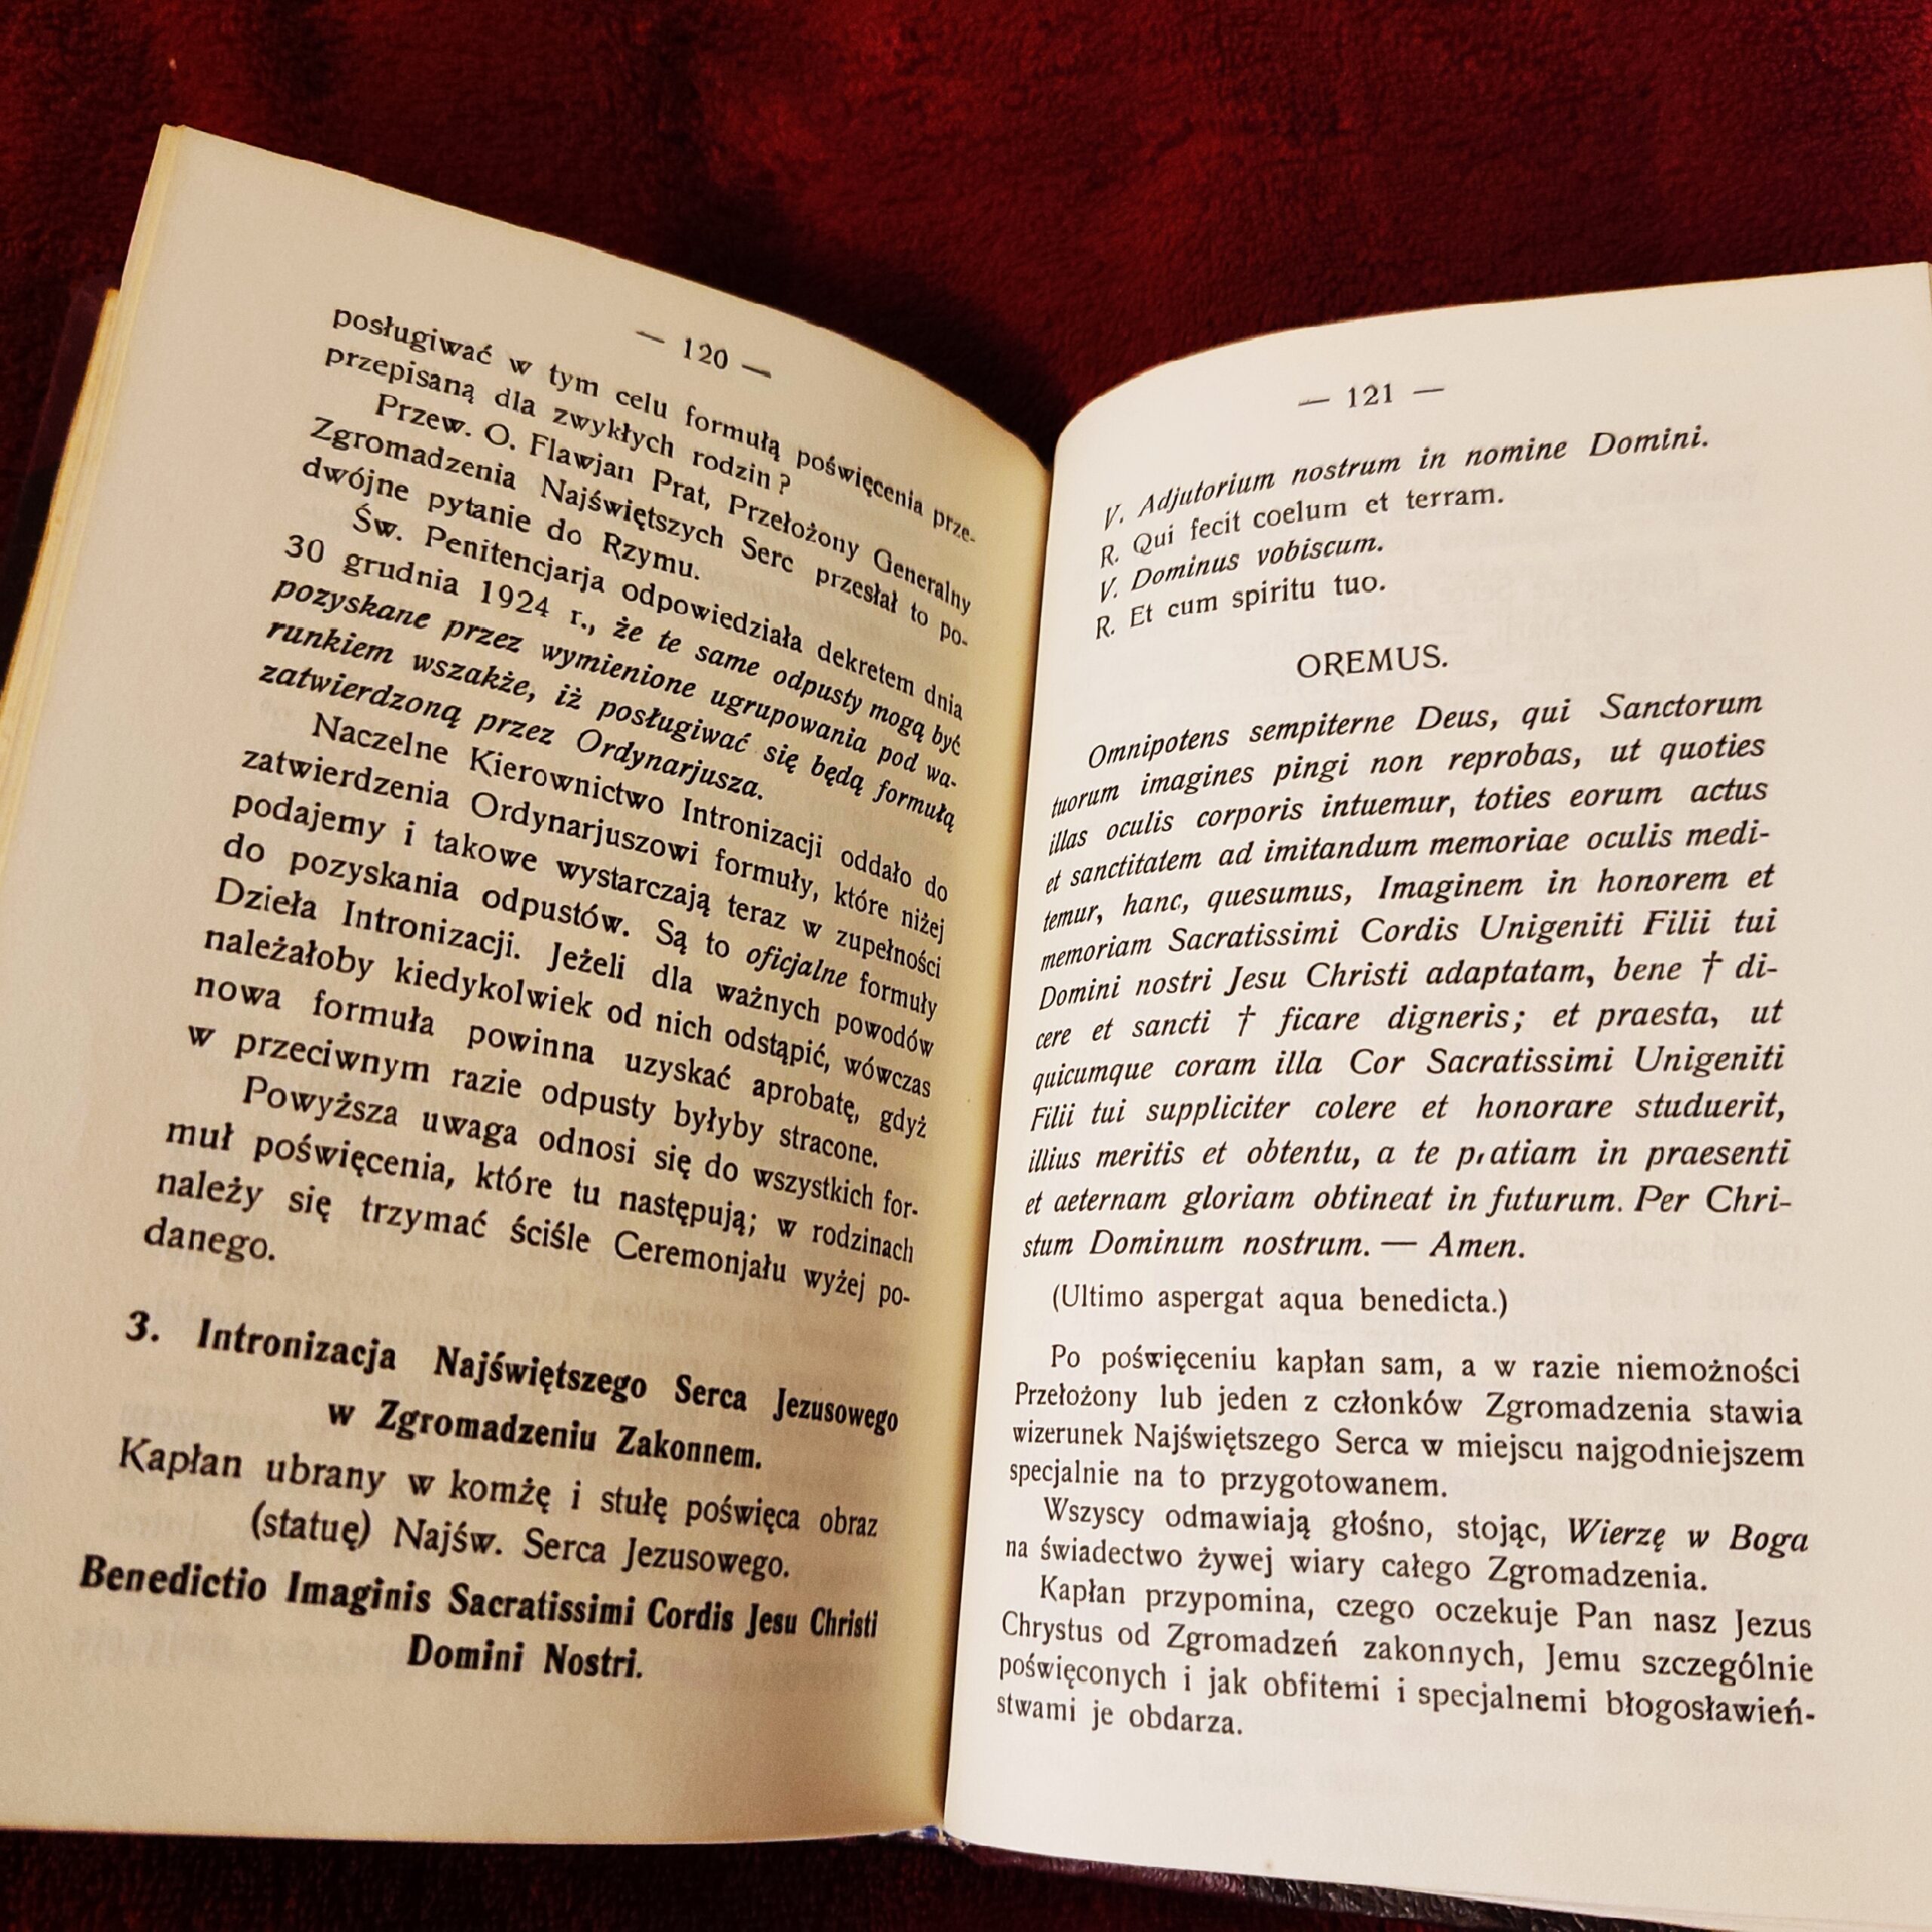 — 120 —
posługiwać w tym celu formułą poświęcenia prze-
przepisaną dla zwykłych rodzin?
Przew. O. Flawjan Prat, Przełożony Generalny
Zgromadzenia Najświętszych Serc przesłał to po-
dwójne pytanie do Rzymu.
Św. Penitencjarja odpowiedziała dekretem dnia
30 grudnia 1924 r., że te same odpusty mogą być
pozyskane przez wymienione ugrupowania pod wa-
runkiem wszakże, iż posługiwać się będą formułą
zatwierdzoną przez Ordynarjusza.
Naczelne Kierownictwo Intronizacji oddało do
zatwierdzenia Ordynarjuszowi formuły, które niżej
podajemy i takowe wystarczają teraz w zupełności
do pozyskania odpustów. Są to oficjalne formuły
Dzieła Intronizacji. Jeżeli dla ważnych powodów
należałoby kiedykolwiek od nich odstąpić, wówczas
nowa formuła powinna uzyskać aprobatę, gdyż
w przeciwnym razie odpusty byłyby stracone.
Powyższa uwaga odnosi się do wszystkich for-
muł poświęcenia, które tu następują; w rodzinach
należy się trzymać ściśle Ceremonjału wyżej po-
danego.
3. Intronizacja Najświętszego Serca Jezusowego
w Zgromadzeniu Zakonnem.
Kapłan ubrany w komżę i stułę poświęca obraz
(statuę) Najśw. Serca Jezusowego.
Benedictio Imaginis Sacratissimi Cordis Jesu Christi
Domini Nostri.
— 121 —
V. Adjutorium nostrum in nomine Domini.
R. Qui fecit coelum et terram.
V. Dominus vobiscum.
R. Et cum spiritu tuo.
OREMUS.
Omnipotens sempiterne Deus, qui Sanctorum
tuorum imagines pingi non reprobas, ut quoties
illas oculis corporis intuemur, toties eorum actus
et sanctitatem ad imitandum memoriae oculis medi-
temur, hanc, quesumus, Imaginem in honorem et
memoriam Sacratissimi Cordis Unigeniti Filii tui
Domini nostri Jesu Christi adaptatam, bene † di-
cere et sancti † ficare digneris; et praesta, ut
quicumque coram illa Cor Sacratissimi Unigeniti
Filii tui suppliciter colere et honorare studuerit,
illius meritis et obtentu, a te in praesenti
et aeternam gloriam obtineat in futurum. Per Chri-
stum Dominum nostrum. — Amen.
(Ultimo aspergat aqua benedicta.)
Po poświęceniu kapłan sam, a w razie niemożności
Przełożony lub jeden z członków Zgromadzenia stawia
wizerunek Najświętszego Serca w miejscu najgodniejszem
specjalnie na to przygotowanem.
Wszyscy odmawiają głośno, stojąc, Wierzę w Boga
na świadectwo żywej wiary całego Zgromadzenia.
Kapłan przypomina, czego oczekuje Pan nasz Jezus
Chrystus od Zgromadzeń zakonnych, Jemu szczególnie
poświęconych i jak obfitemi i specjalnemi błogosławień-
stwami je obdarza.